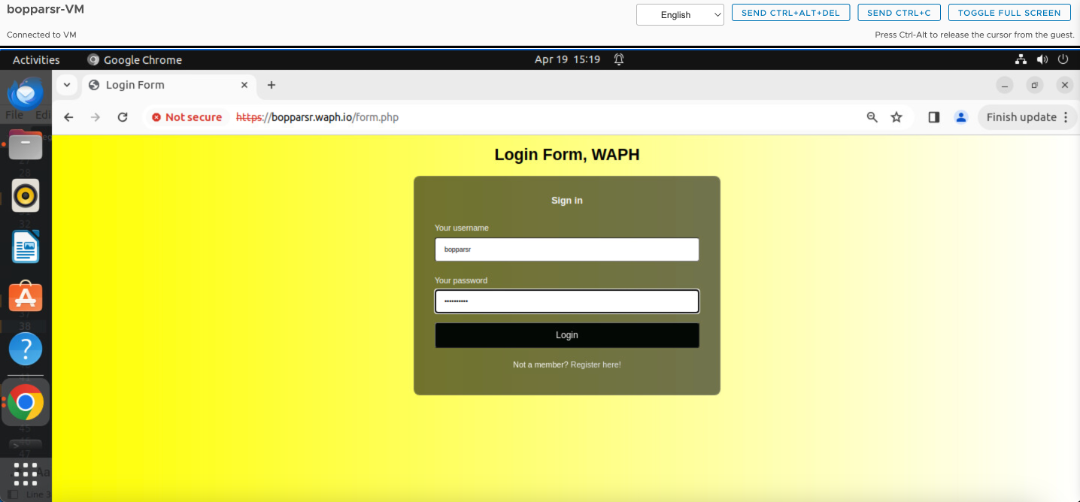 bopparsr-VM
English
SEND CTRL+ALT+DEL
SEND CTRL+C
TOGGLE FULL SCREEN
Connected to VM
Press Ctrl-Alt to release the cursor from the guest.
Activities
Google Chrome
Apr 19 15:19
Login Form
File Edi
Not secure
https://bopparsr.waph.io/form.php
Finish update
Login Form, WAPH
Sign in
Your username
bopparsr
Your password
••••••••••
Login
Not a member? Register here!